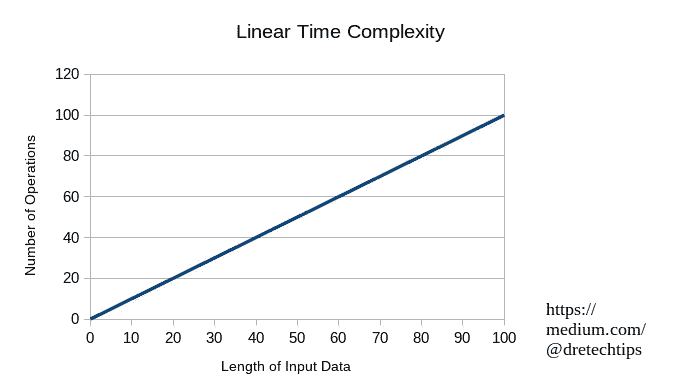 Linear Time Complexity
120
100
80
60
40
20
0
Number of Operations
0 10 20 30 40 50 60 70 80 90 100
Length of Input Data
https://
medium.com/
@dretechtips